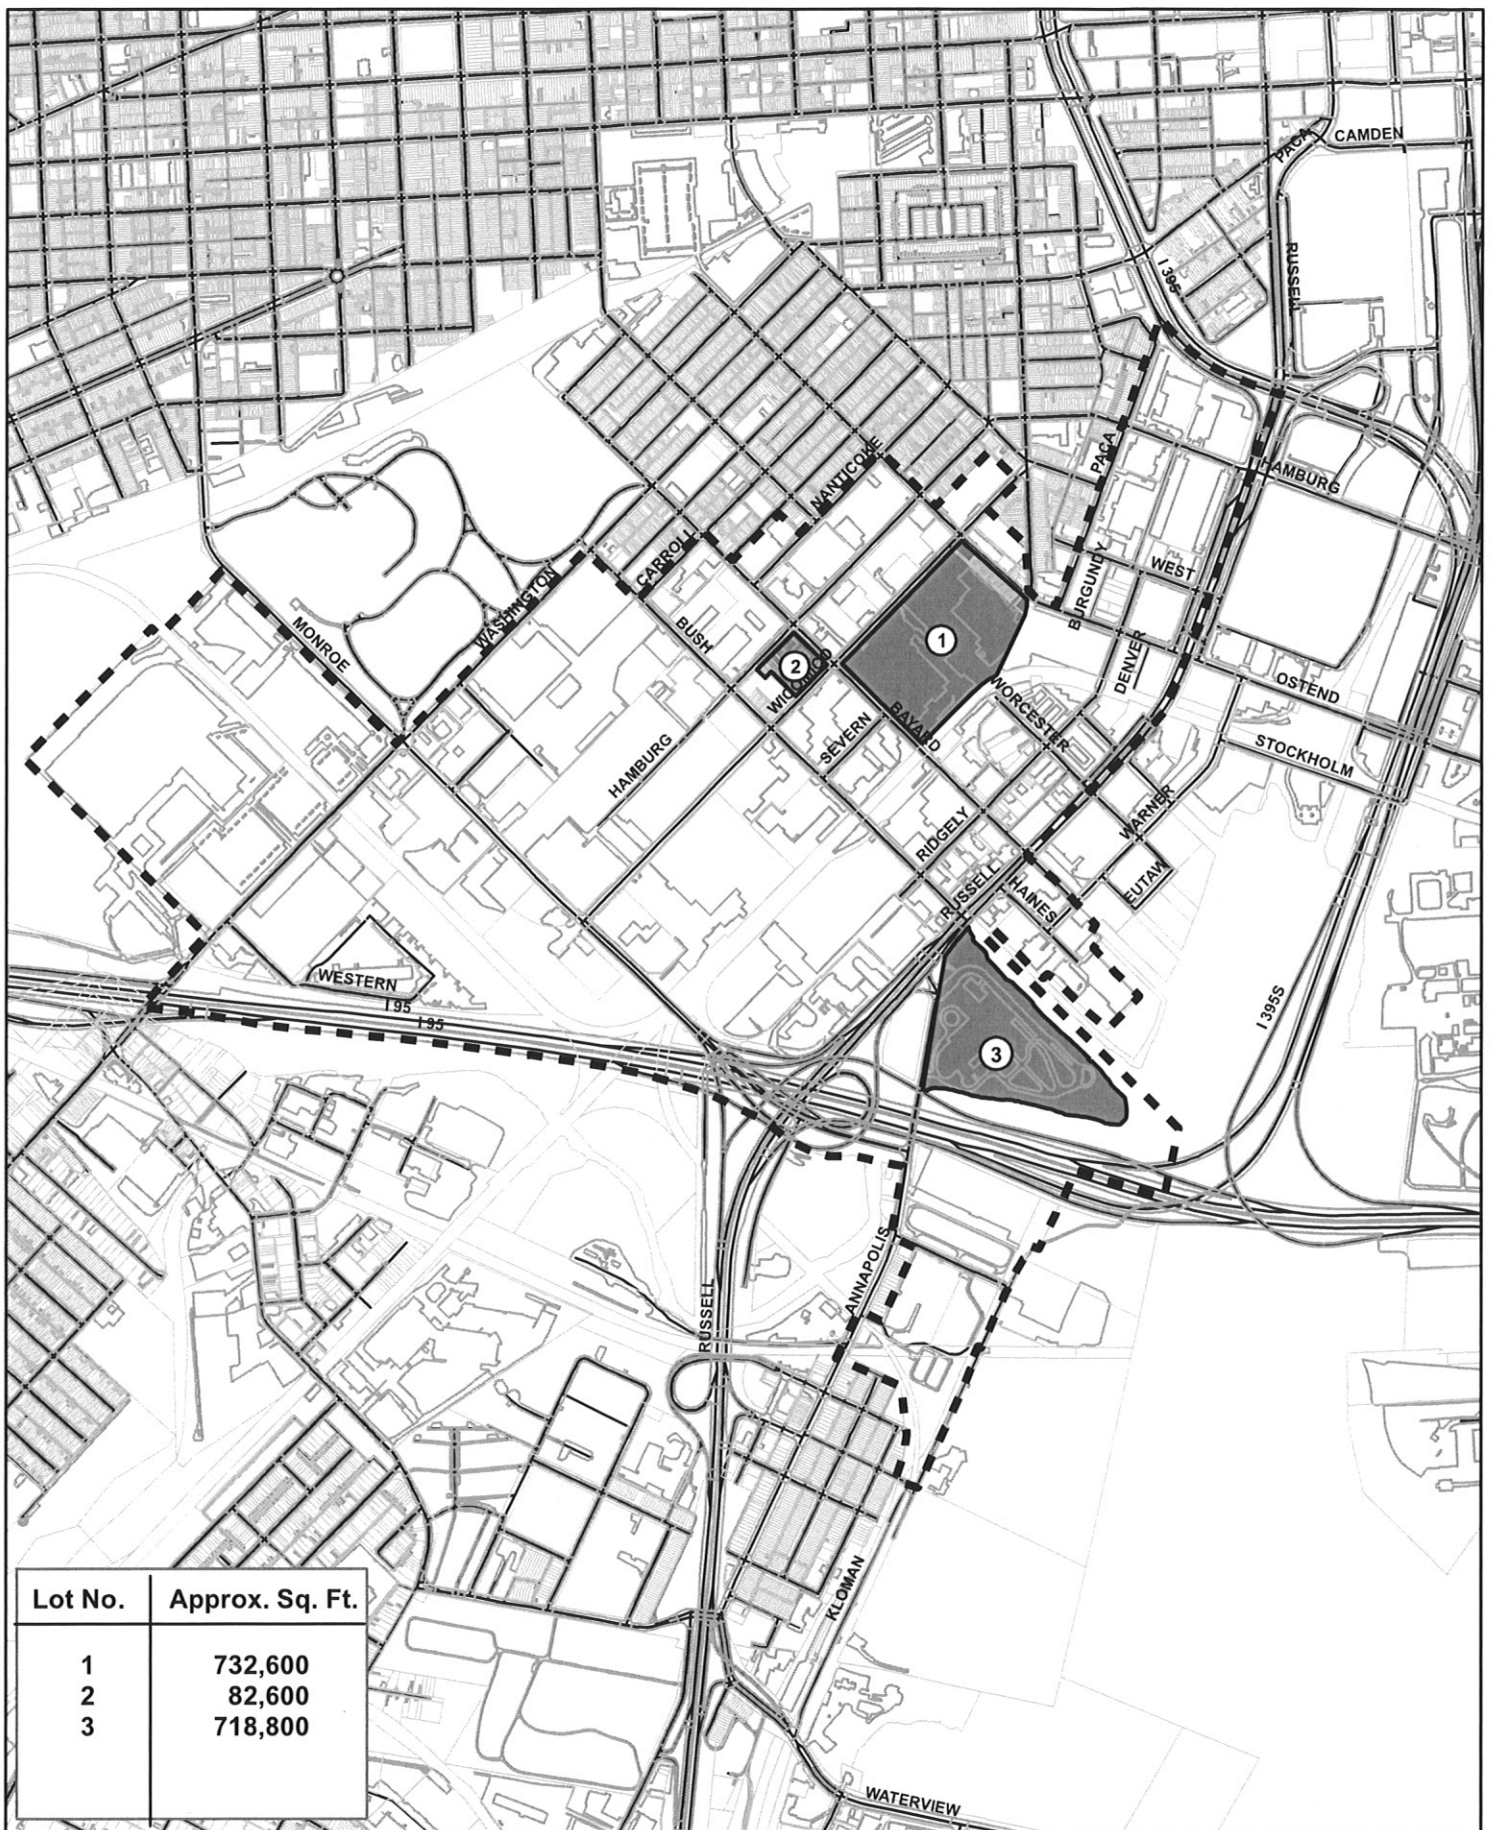 CAMDEN
PACA
I 395
RUSSELL
PACA
HAMBURG
NANTICOKE
CARROLL
WEST
BURGUNDY
WASHINGTON
MONROE
BUSH
1
2
WICOMICO
DENVER
OSTEND
WORCESTER
BAYARD
SEVERN
HAMBURG
STOCKHOLM
WARNER
RIDGELY
EUTAW
RUSSELL
HAINES
WESTERN
I 95
I 95
I 395S
3
ANNAPOLIS
RUSSELL
KLOMAN
WATERVIEW
Lot No. Approx. Sq. Ft.
1 732,600
2 82,600
3 718,800